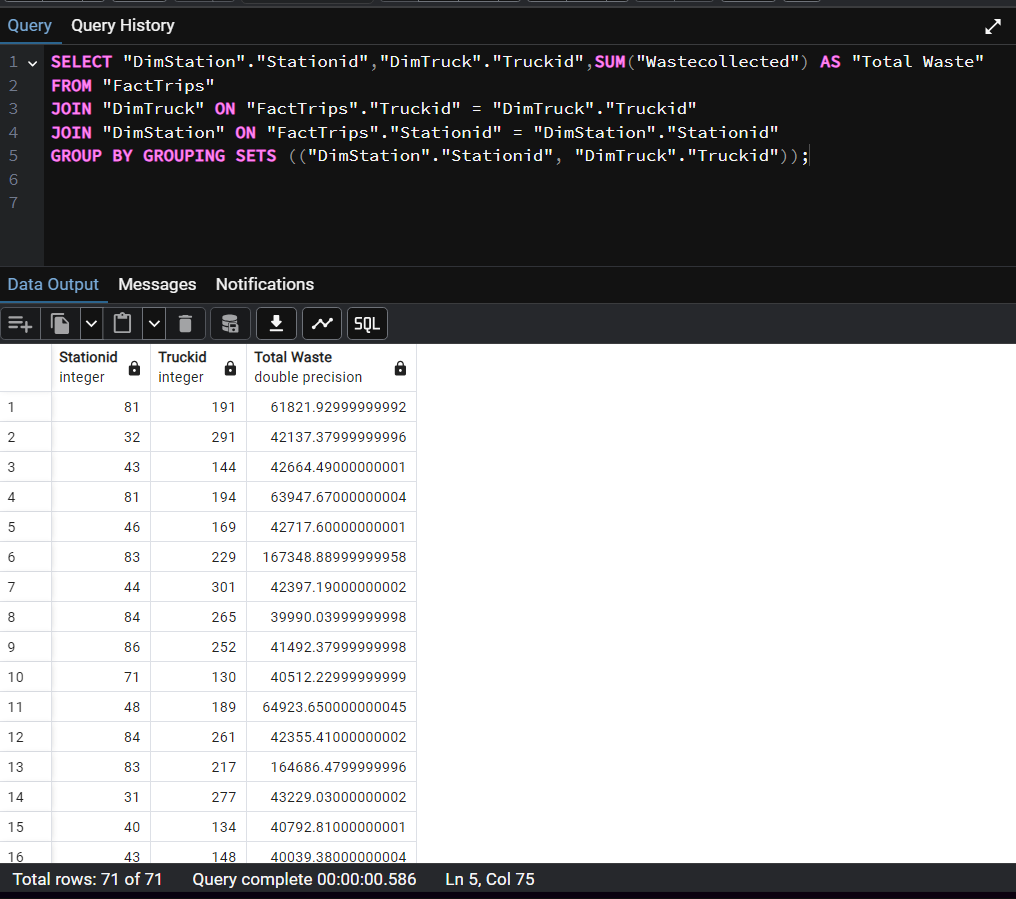 Query Query History
1 SELECT "DimStation"."Stationid","DimTruck"."Truckid",SUM("Wastecollected") AS "Total Waste"
2 FROM "FactTrips"
3 JOIN "DimTruck" ON "FactTrips"."Truckid" = "DimTruck"."Truckid"
4 JOIN "DimStation" ON "FactTrips"."Stationid" = "DimStation"."Stationid"
5 GROUP BY GROUPING SETS (("DimStation"."Stationid", "DimTruck"."Truckid"));
6
7
Data Output Messages Notifications
SQL
Stationid Truckid Total Waste
integer integer double precision
1 81 191 61821.92999999992
2 32 291 42137.37999999996
3 43 144 42664.49000000001
4 81 194 63947.67000000004
5 46 169 42717.60000000001
6 83 229 167348.88999999958
7 44 301 42397.19000000002
8 84 265 39990.03999999998
9 86 252 41492.37999999998
10 71 130 40512.22999999999
11 48 189 64923.650000000045
12 84 261 42355.41000000002
13 83 217 164686.4799999996
14 31 277 43229.03000000002
15 40 134 40792.81000000001
16 43 148 40039.38000000004
Total rows: 71 of 71 Query complete 00:00:00.586 Ln 5, Col 75